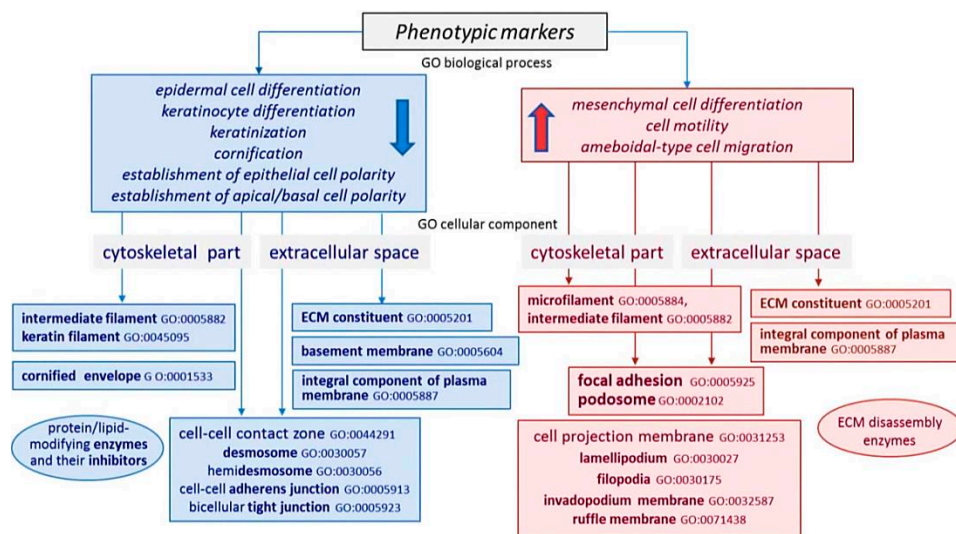 Phenotypic markers
GO biological process
epidermal cell differentiation
keratinocyte differentiation
keratinization
cornification
establishment of epithelial cell polarity
establishment of apical/basal cell polarity
mesenchymal cell differentiation
cell motility
ameboidal-type cell migration
GO cellular component
cytoskeletal part
extracellular space
cytoskeletal part
extracellular space
intermediate filament GO:0005882
keratin filament GO:0045095
cornified envelope G O:0001533
ECM constituent GO:0005201
basement membrane GO:0005604
integral component of plasma
membrane GO:0005887
protein/lipid-
modifying enzymes
and their inhibitors
cell-cell contact zone GO:0044291
desmosome GO:0030057
hemidesmosome GO:0030056
cell-cell adherens junction GO:0005913
bicellular tight junction GO:0005923
microfilament GO:0005884,
intermediate filament GO:0005882
ECM constituent GO:0005201
integral component of plasma
membrane GO:0005887
focal adhesion GO:0005925
podosome GO:0002102
cell projection membrane GO:0031253
lamellipodium GO:0030027
filopodia GO:0030175
invadopodium membrane GO:0032587
ruffle membrane GO:0071438
ECM disassembly
enzymes